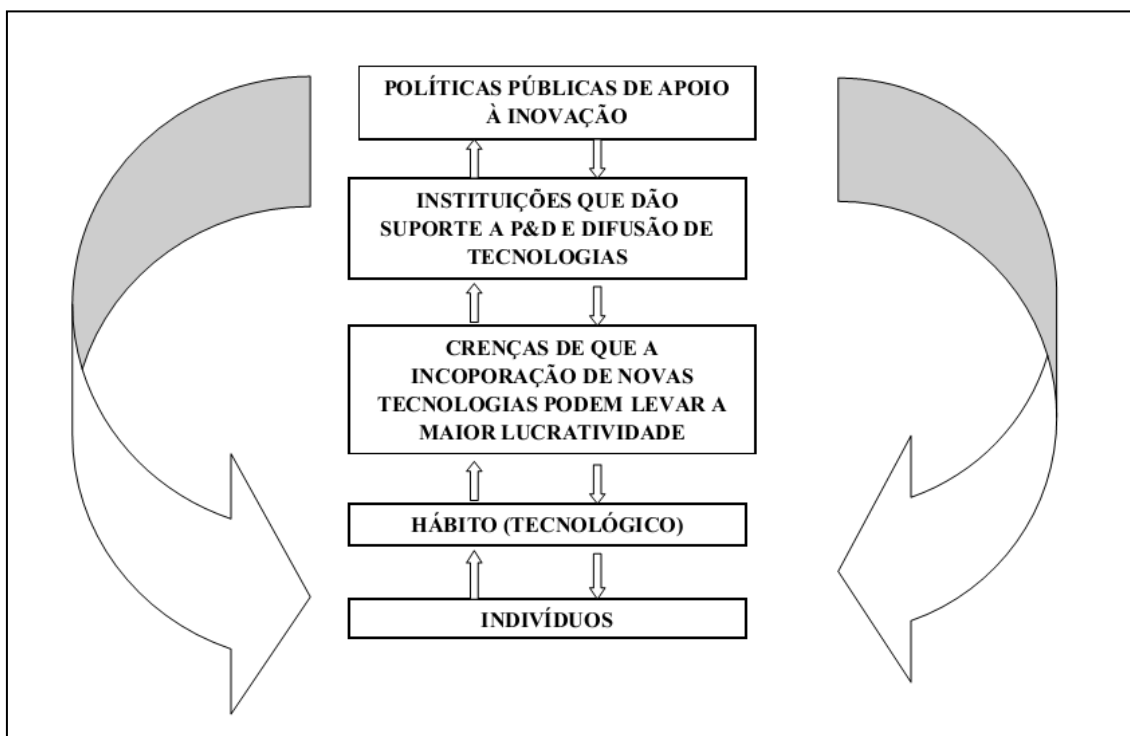 POLÍTICAS PÚBLICAS DE APOIO
À INOVAÇÃO
INSTITUIÇÕES QUE DÃO
SUPORTE A P&D E DIFUSÃO DE
TECNOLOGIAS
CRENÇAS DE QUE A
INCOPORAÇÃO DE NOVAS
TECNOLOGIAS PODEM LEVAR A
MAIOR LUCRATIVIDADE
HÁBITO (TECNOLÓGICO)
INDIVÍDUOS